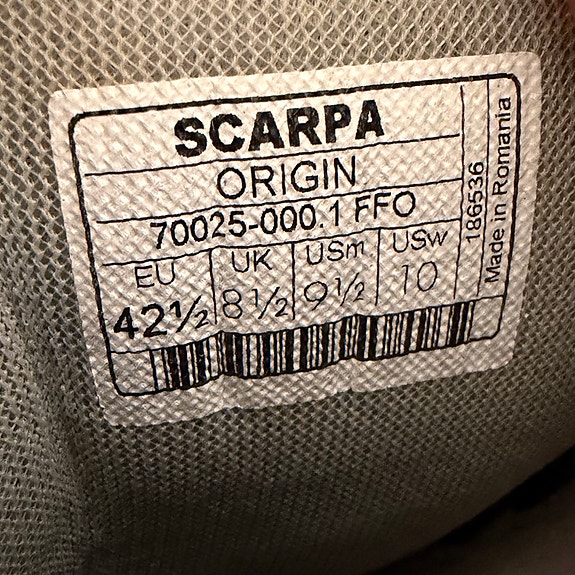 SCARPA
ORIGIN
70025-000.1 FFO
EU UK USm USw
42½ 8½ 9½ 10
186536
Made in Romania